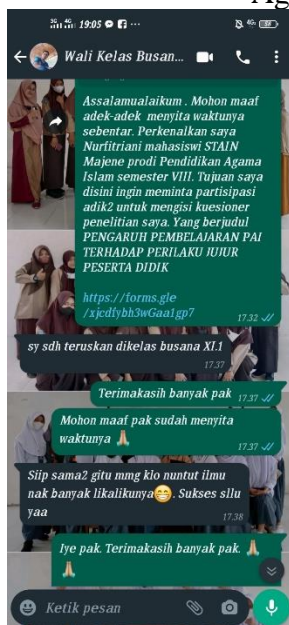 Ag
19:05
Wali Kelas Busan...
Assalamualaikum . Mohon maaf
adek-adek menyita waktunya
sebentar. Perkenalkan saya
Nurfitriani mahasiswi STAIN
Majene prodi Pendidikan Agama
Islam semester VIII. Tujuan saya
disini ingin meminta partisipasi
adik2 untuk mengisi kuesioner
penelitian saya. Yang berjudul
PENGARUH PEMBELAJARAN PAI
TERHADAP PERILAKU JUJUR
PESERTA DIDIK
https://forms.gle
/xjcdfybh3wGaa1gp7
17.32
sy sdh teruskan dikelas busana XI.1
17.37
Terimakasih banyak pak 17.37
Mohon maaf pak sudah menyita
waktunya 🙏
17.37
Siip sama2 gitu mmg klo nuntut ilmu
nak banyak likalikunya😁. Sukses sllu
yaa
17.38
Iye pak. Terimakasih banyak pak. 🙏
🙏
Ketik pesan